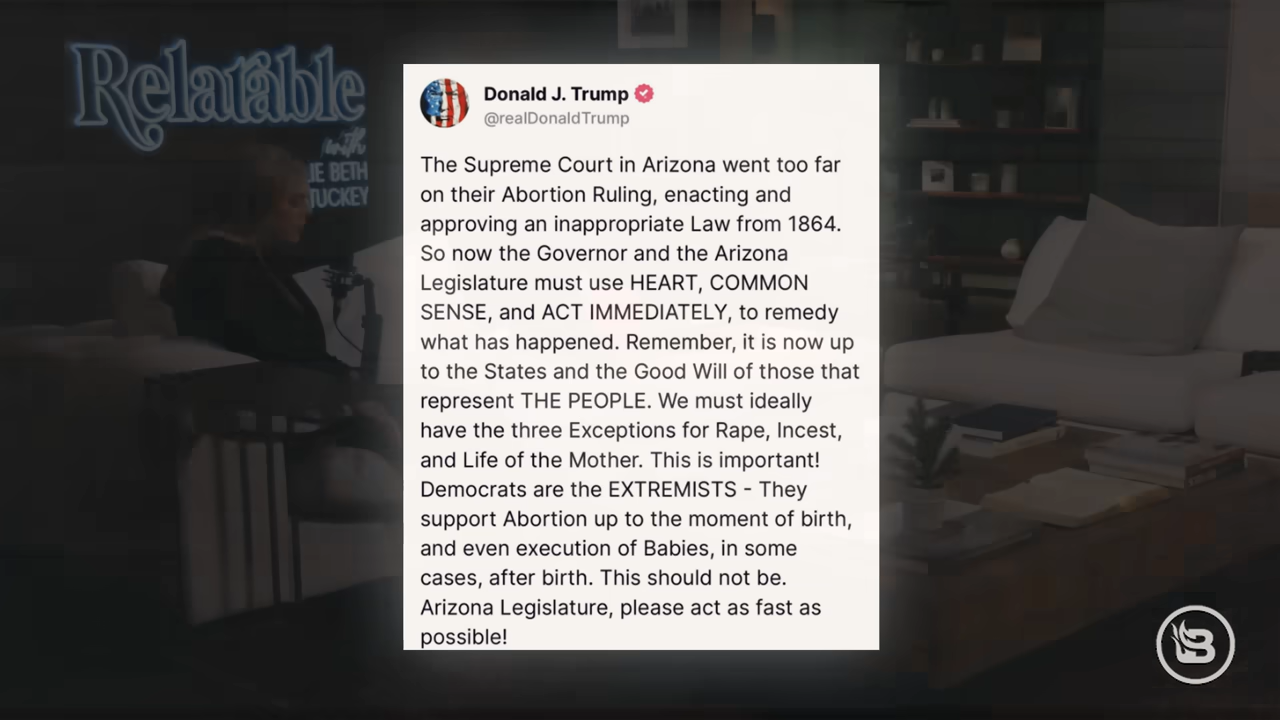 Relatable
with
IE BETH
TUCKEY
Donald J. Trump
@realDonaldTrump
The Supreme Court in Arizona went too far
on their Abortion Ruling, enacting and
approving an inappropriate Law from 1864.
So now the Governor and the Arizona
Legislature must use HEART, COMMON
SENSE, and ACT IMMEDIATELY, to remedy
what has happened. Remember, it is now up
to the States and the Good Will of those that
represent THE PEOPLE. We must ideally
have the three Exceptions for Rape, Incest,
and Life of the Mother. This is important!
Democrats are the EXTREMISTS - They
support Abortion up to the moment of birth,
and even execution of Babies, in some
cases, after birth. This should not be.
Arizona Legislature, please act as fast as
possible!
B